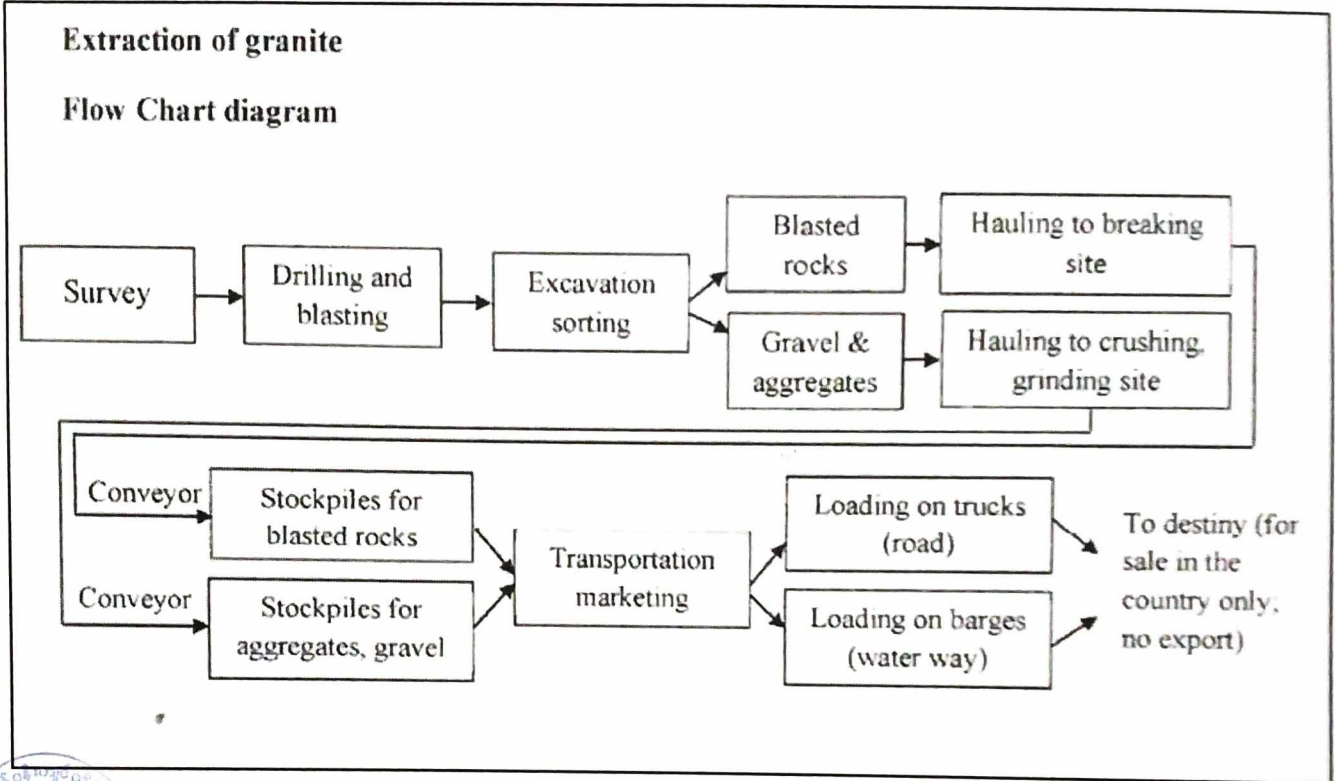 Extraction of granite
Flow Chart diagram
Survey
Drilling and
blasting
Excavation
sorting
Blasted
rocks
Hauling to breaking
site
Gravel &
aggregates
Hauling to crushing,
grinding site
Conveyor
Stockpiles for
blasted rocks
Conveyor
Stockpiles for
aggregates, gravel
Transportation
marketing
Loading on trucks
(road)
Loading on barges
(water way)
To destiny (for
sale in the
country only;
no export)